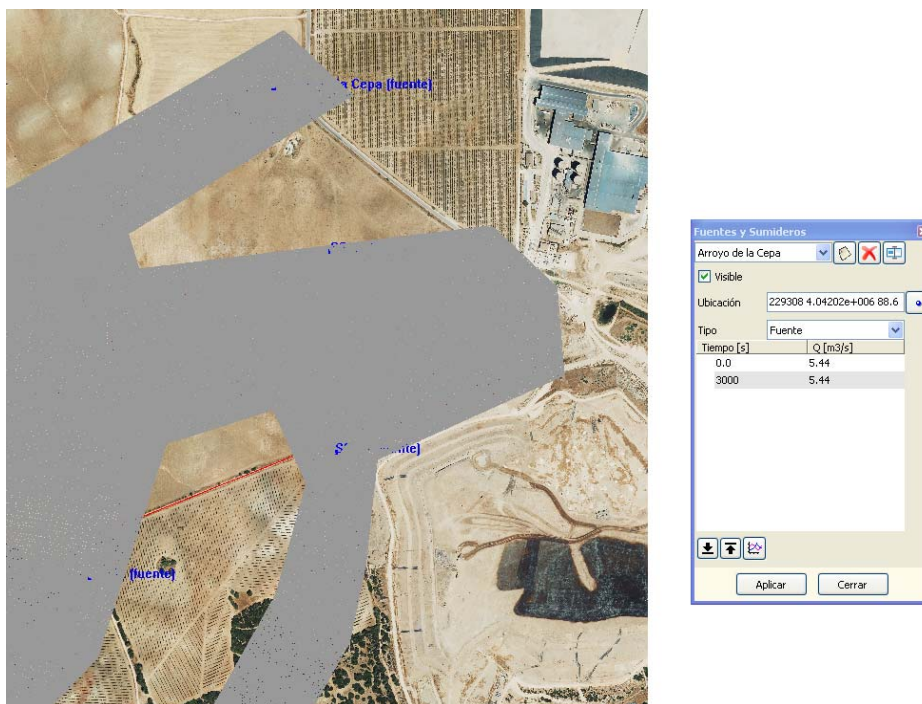 a Cepa (fuente)
(fuente)
Fuentes y Sumideros
Arroyo de la Cepa
Visible
Ubicación 229308 4.04202e+006 88.6
Tipo Fuente
Tiempo [s] Q [m3/s]
0.0 5.44
3000 5.44
Aplicar Cerrar